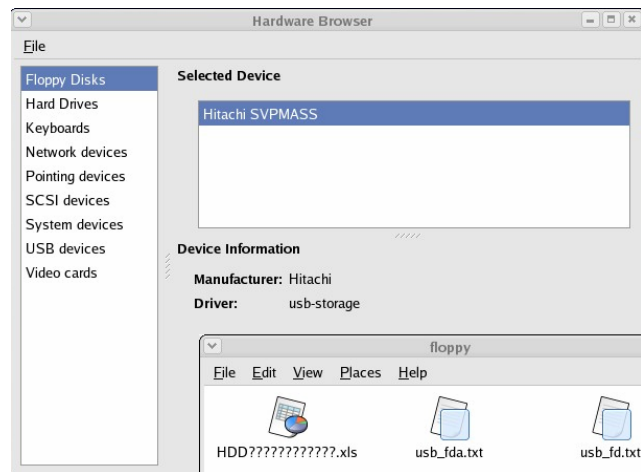 Hardware Browser
File
Floppy Disks
Hard Drives
Keyboards
Network devices
Pointing devices
SCSI devices
System devices
USB devices
Video cards
Selected Device
Hitachi SVPMASS
Device Information
Manufacturer: Hitachi
Driver: usb-storage
floppy
File Edit View Places Help
HDD????????????.xls usb_fda.txt usb_fd.txt